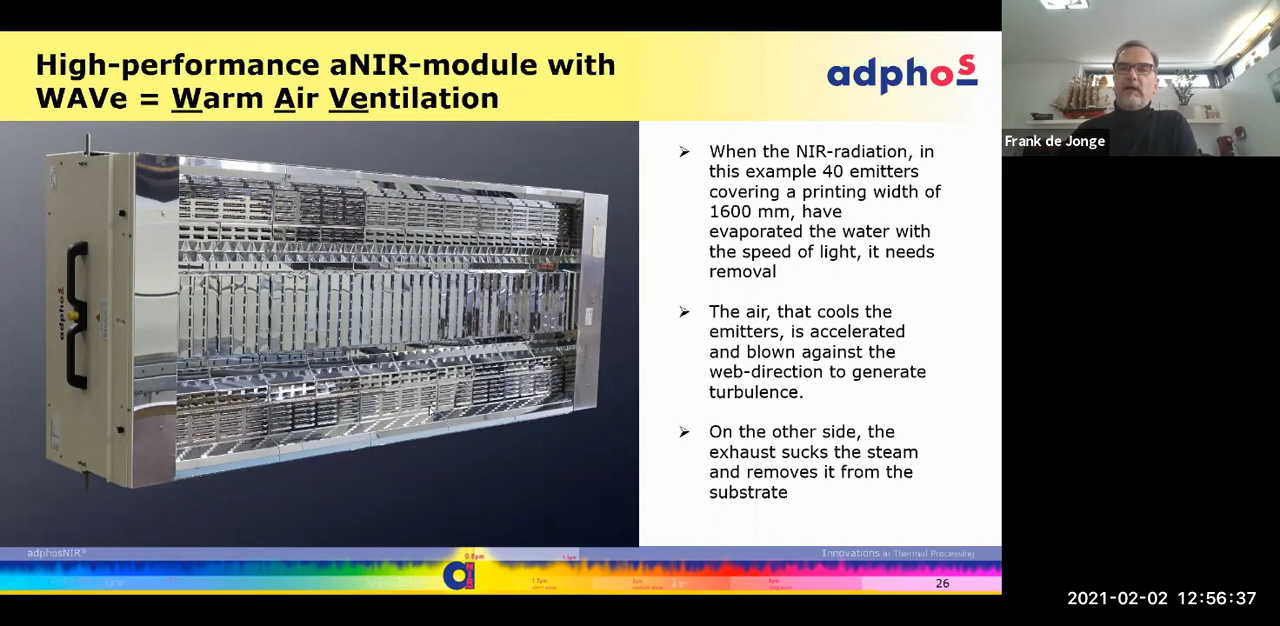 High-performance aNIR-module with
WAVe = Warm Air Ventilation
adphos
When the NIR-radiation, in
this example 40 emitters
covering a printing width of
1600 mm, have
evaporated the water with
the speed of light, it needs
removal
The air, that cools the
emitters, is accelerated
and blown against the
web-direction to generate
turbulence.
On the other side, the
exhaust sucks the steam
and removes it from the
substrate
adphos
adphosNIR®
0.8µm
NIR
Innovations in Thermal Processing
26
Frank de Jonge
2021-02-02 12:56:37